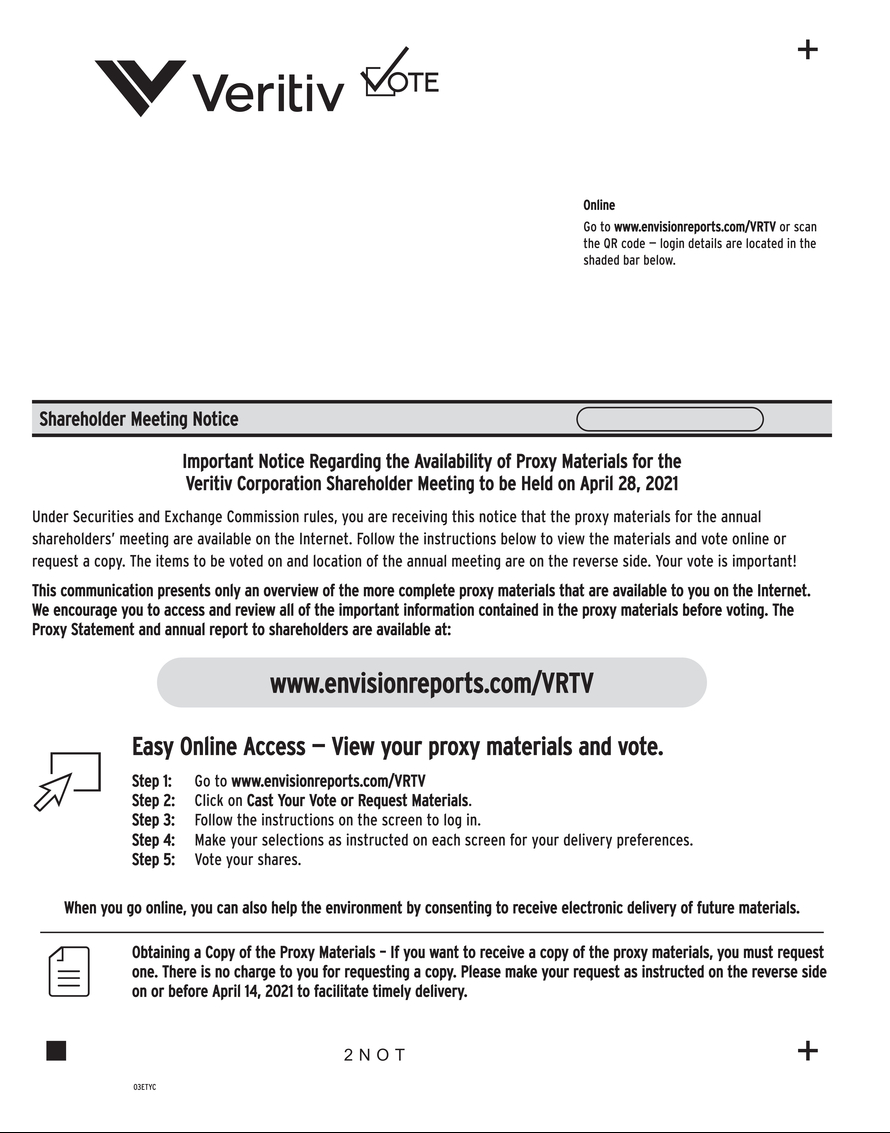 Veritiv VOTE
Online
Go to www.envisionreports.com/VRTV or scan
the QR code – login details are located in the
shaded bar below.
Shareholder Meeting Notice
Important Notice Regarding the Availability of Proxy Materials for the
Veritiv Corporation Shareholder Meeting to be Held on April 28, 2021
Under Securities and Exchange Commission rules, you are receiving this notice that the proxy materials for the annual
shareholders’ meeting are available on the Internet. Follow the instructions below to view the materials and vote online or
request a copy. The items to be voted on and location of the annual meeting are on the reverse side. Your vote is important!
This communication presents only an overview of the more complete proxy materials that are available to you on the Internet.
We encourage you to access and review all of the important information contained in the proxy materials before voting. The
Proxy Statement and annual report to shareholders are available at:
www.envisionreports.com/VRTV
Easy Online Access – View your proxy materials and vote.
Step 1: Go to www.envisionreports.com/VRTV
Step 2: Click on Cast Your Vote or Request Materials.
Step 3: Follow the instructions on the screen to log in.
Step 4: Make your selections as instructed on each screen for your delivery preferences.
Step 5: Vote your shares.
When you go online, you can also help the environment by consenting to receive electronic delivery of future materials.
Obtaining a Copy of the Proxy Materials – If you want to receive a copy of the proxy materials, you must request
one. There is no charge to you for requesting a copy. Please make your request as instructed on the reverse side
on or before April 14, 2021 to facilitate timely delivery.
2 N O T
03ETYC